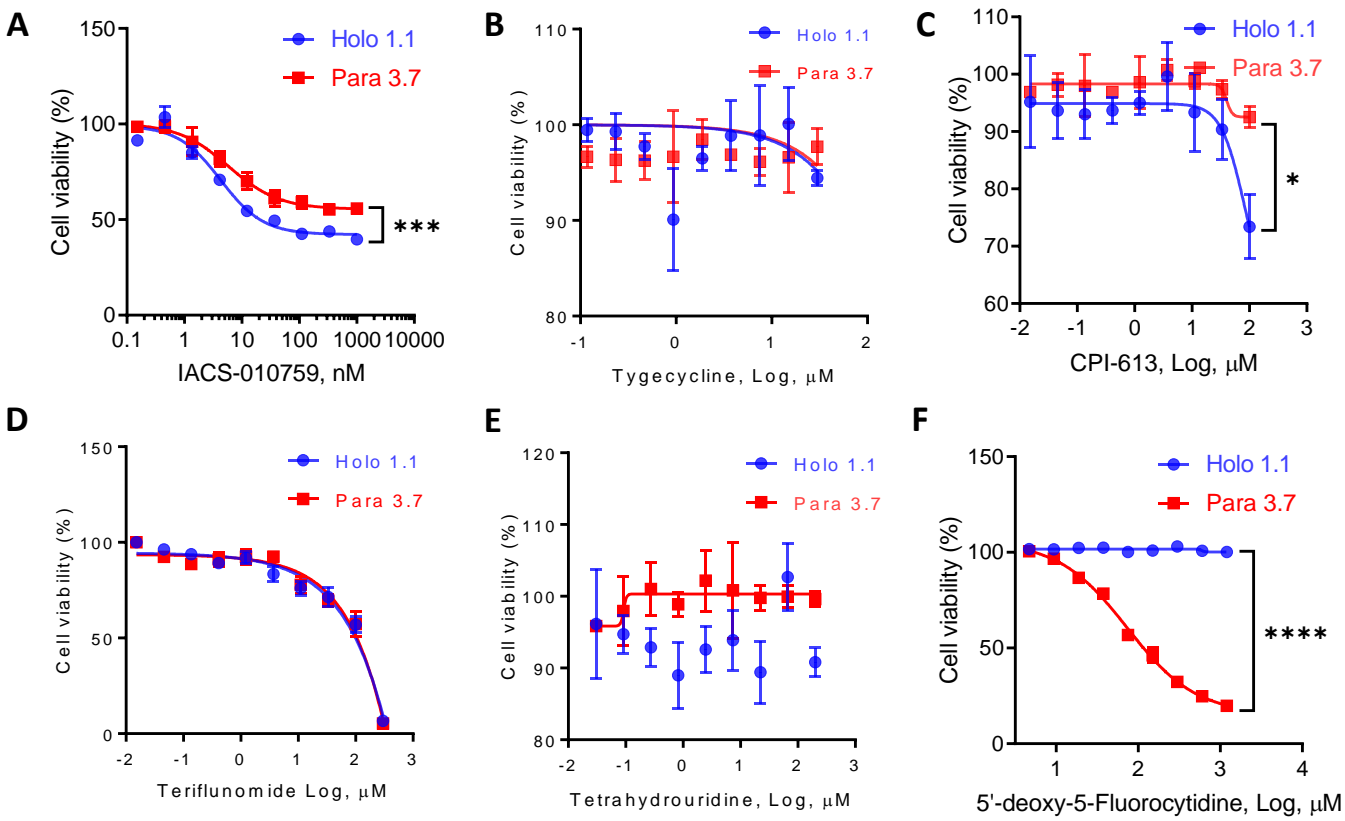 A
150
100
50
0
Cell viability (%)
Holo 1.1
Para 3.7
***
0.1 1 10 100 1000 10000
IACS-010759, nM
B
110
100
90
80
Cell viability (%)
Holo 1.1
Para 3.7
-1 0 1 2
Tygecycline, Log, μM
C
110
100
90
80
70
60
Cell viability (%)
Holo 1.1
Para 3.7
*
-2 -1 0 1 2 3
CPI-613, Log, μM
D
150
100
50
0
Cell viability (%)
Holo 1.1
Para 3.7
-2 -1 0 1 2 3
Teriflunomide Log, μM
E
120
110
100
90
80
Cell viability (%)
Holo 1.1
Para 3.7
-2 -1 0 1 2 3
Tetrahydrouridine, Log, μM
F
150
100
50
0
Cell viability (%)
Holo 1.1
Para 3.7
****
1 2 3 4
5'-deoxy-5-Fluorocytidine, Log, μM